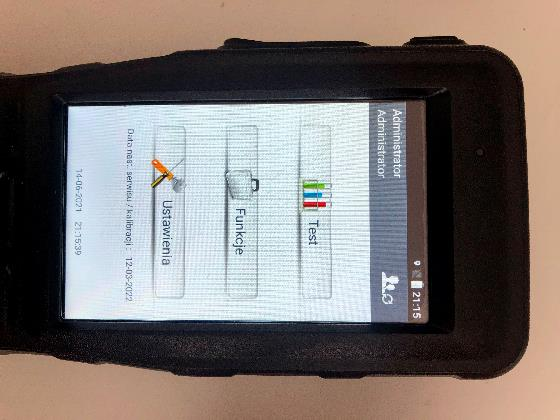 21:15
Administrator
Administrator
Test
Funkcje
Ustawienia
Data nast. serwisu / kalibracji : 12-03-2022
14-06-2021 21:15:39